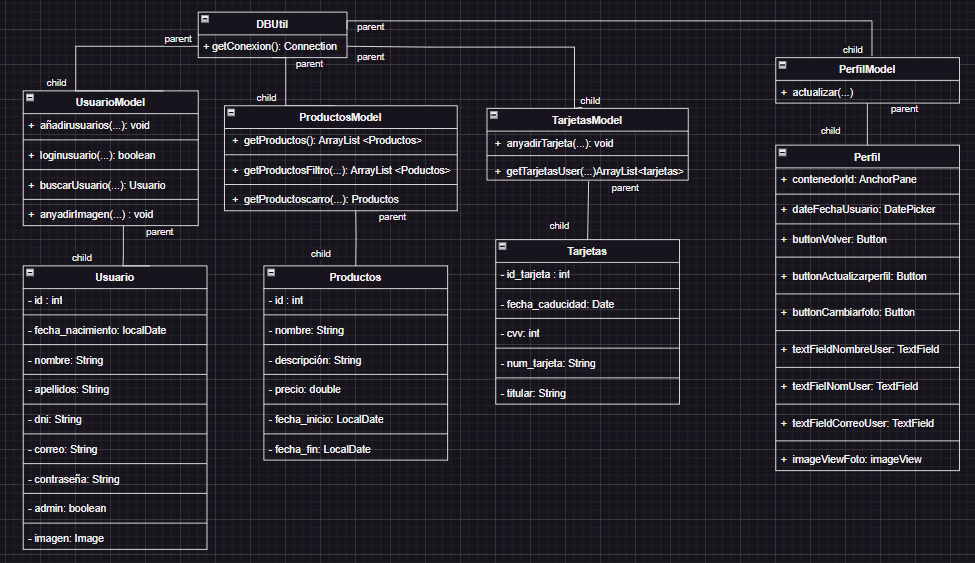 DBUtil
+ getConexion(): Connection
parent
parent
parent
parent
child
child
child
child
UsuarioModel
+ añadirusuarios(...): void
+ loginusuario(...): boolean
+ buscarUsuario(...): Usuario
+ anyadirImagen(...) : void
parent
child
Usuario
- id : int
- fecha_nacimiento: localDate
- nombre: String
- apellidos: String
- dni: String
- correo: String
- contraseña: String
- admin: boolean
- imagen: Image
ProductosModel
+ getProductos(): ArrayList <Productos>
+ getProductosFiltro(...): ArrayList <Poductos>
+ getProductoscarro(...): Productos
parent
child
Productos
- id : int
- nombre: String
- descripción: String
- precio: double
- fecha_inicio: LocalDate
- fecha_fin: LocalDate
TarjetasModel
+ anyadirTarjeta(...): void
+ getTarjetasUser(...)ArrayList<tarjetas>
parent
child
Tarjetas
- id_tarjeta : int
- fecha_caducidad: Date
- cvv: int
- num_tarjeta: String
- titular: String
PerfilModel
+ actualizar(...)
parent
child
Perfil
+ contenedorId: AnchorPane
+ dateFechaUsuario: DatePicker
+ buttonVolver: Button
+ buttonActualizarperfil: Button
+ buttonCambiarfoto: Button
+ textFieldNombreUser: TextField
+ textFielNomUser: TextField
+ textFieldCorreoUser: TextField
+ imageViewFoto: imageView